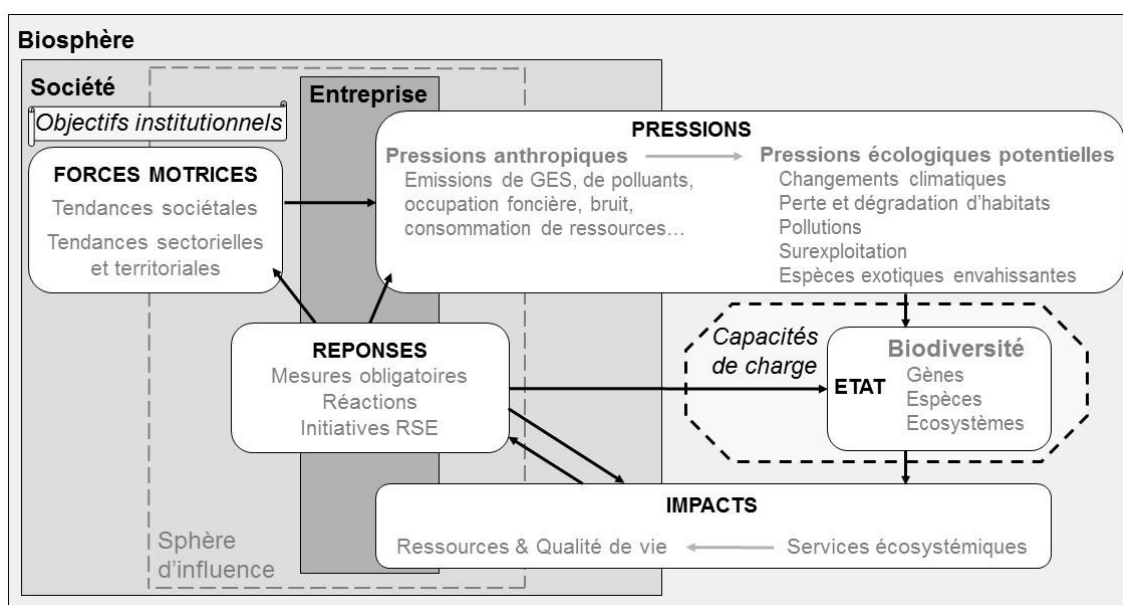 Biosphère
Société
Entreprise
Objectifs institutionnels
FORCES MOTRICES
Tendances sociétales
Tendances sectorielles
et territoriales
PRESSIONS
Pressions anthropiques
Emissions de GES, de polluants,
occupation foncière, bruit,
consommation de ressources…
Pressions écologiques potentielles
Changements climatiques
Perte et dégradation d'habitats
Pollutions
Surexploitation
Espèces exotiques envahissantes
REPONSES
Mesures obligatoires
Réactions
Initiatives RSE
Capacités
de charge
ETAT
Biodiversité
Gènes
Espèces
Ecosystèmes
IMPACTS
Ressources & Qualité de vie
Services écosystémiques
Sphère
d'influence